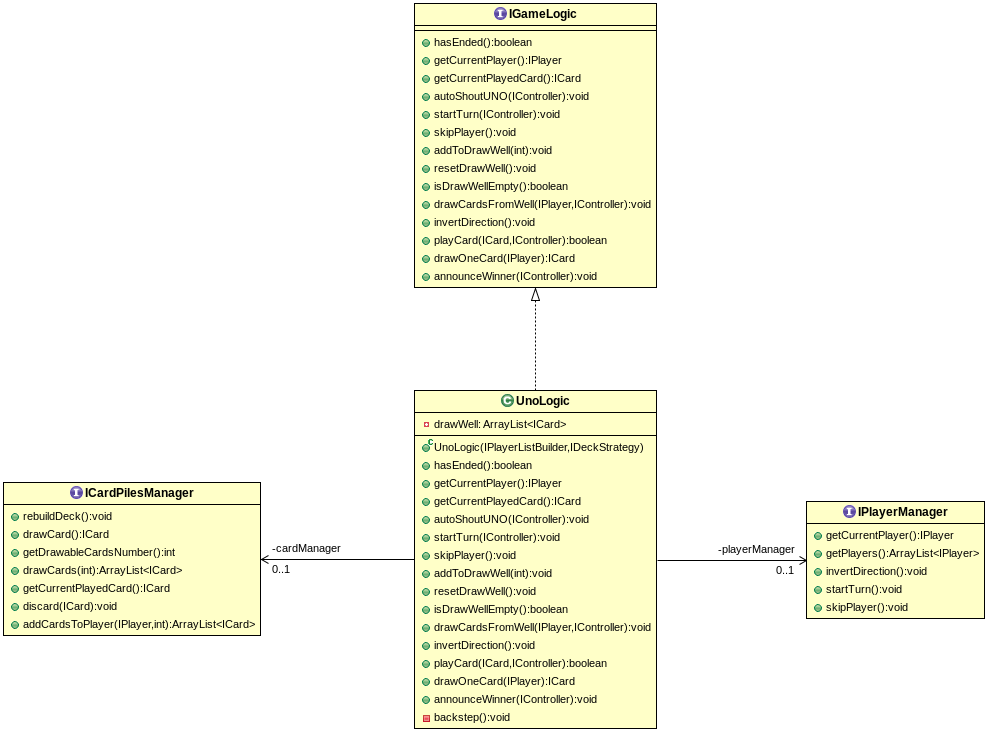 IGameLogic
hasEnded():boolean
getCurrentPlayer():IPlayer
getCurrentPlayedCard():ICard
autoShoutUNO(IController):void
startTurn(IController):void
skipPlayer():void
addToDrawWell(int):void
resetDrawWell():void
isDrawWellEmpty():boolean
drawCardsFromWell(IPlayer,IController):void
invertDirection():void
playCard(ICard,IController):boolean
drawOneCard(IPlayer):ICard
announceWinner(IController):void
UnoLogic
drawWell: ArrayList<ICard>
UnoLogic(IPlayerListBuilder,IDeckStrategy)
hasEnded():boolean
getCurrentPlayer():IPlayer
getCurrentPlayedCard():ICard
autoShoutUNO(IController):void
startTurn(IController):void
skipPlayer():void
addToDrawWell(int):void
resetDrawWell():void
isDrawWellEmpty():boolean
drawCardsFromWell(IPlayer,IController):void
invertDirection():void
playCard(ICard,IController):boolean
drawOneCard(IPlayer):ICard
announceWinner(IController):void
backstep():void
ICardPilesManager
rebuildDeck():void
drawCard():ICard
getDrawableCardsNumber():int
drawCards(int):ArrayList<ICard>
getCurrentPlayedCard():ICard
discard(ICard):void
addCardsToPlayer(IPlayer,int):ArrayList<ICard>
-cardManager
0..1
-playerManager
0..1
IPlayerManager
getCurrentPlayer():IPlayer
getPlayers():ArrayList<IPlayer>
invertDirection():void
startTurn():void
skipPlayer():void